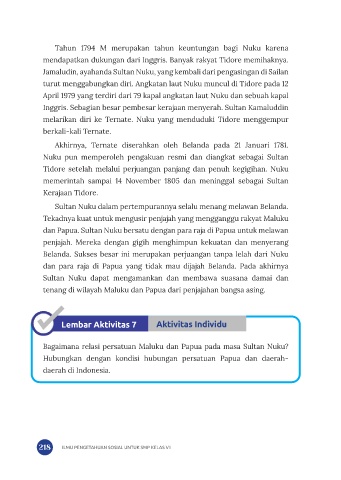 Tahun 1794 M merupakan tahun keuntungan bagi Nuku karena
mendapatkan dukungan dari Inggris. Banyak rakyat Tidore memihaknya.
Jamaludin, ayahanda Sultan Nuku, yang kembali dari pengasingan di Sailan
turut menggabungkan diri. Angkatan laut Nuku muncul di Tidore pada 12
April 1979 yang terdiri dari 79 kapal angkatan laut Nuku dan sebuah kapal
Inggris. Sebagian besar pembesar kerajaan menyerah. Sultan Kamaluddin
melarikan diri ke Ternate. Nuku yang menduduki Tidore menggempur
berkali-kali Ternate.
Akhirnya, Ternate diserahkan oleh Belanda pada 21 Januari 1781.
Nuku pun memperoleh pengakuan resmi dan diangkat sebagai Sultan
Tidore setelah melalui perjuangan panjang dan penuh kegigihan. Nuku
memerintah sampai 14 November 1805 dan meninggal sebagai Sultan
Kerajaan Tidore.
Sultan Nuku dalam pertempurannya selalu menang melawan Belanda.
Tekadnya kuat untuk mengusir penjajah yang mengganggu rakyat Maluku
dan Papua. Sultan Nuku bersatu dengan para raja di Papua untuk melawan
penjajah. Mereka dengan gigih menghimpun kekuatan dan menyerang
Belanda. Sukses besar ini merupakan perjuangan tanpa lelah dari Nuku
dan para raja di Papua yang tidak mau dijajah Belanda. Pada akhirnya
Sultan Nuku dapat mengamankan dan membawa suasana damai dan
tenang di wilayah Maluku dan Papua dari penjajahan bangsa asing.
Lembar Aktivitas 7 Aktivitas Individu
Bagaimana relasi persatuan Maluku dan Papua pada masa Sultan Nuku?
Hubungkan dengan kondisi hubungan persatuan Papua dan daerah-
daerah di Indonesia.
218 ILMU PENGETAHUAN SOSIAL UNTUK SMP KELAS VII